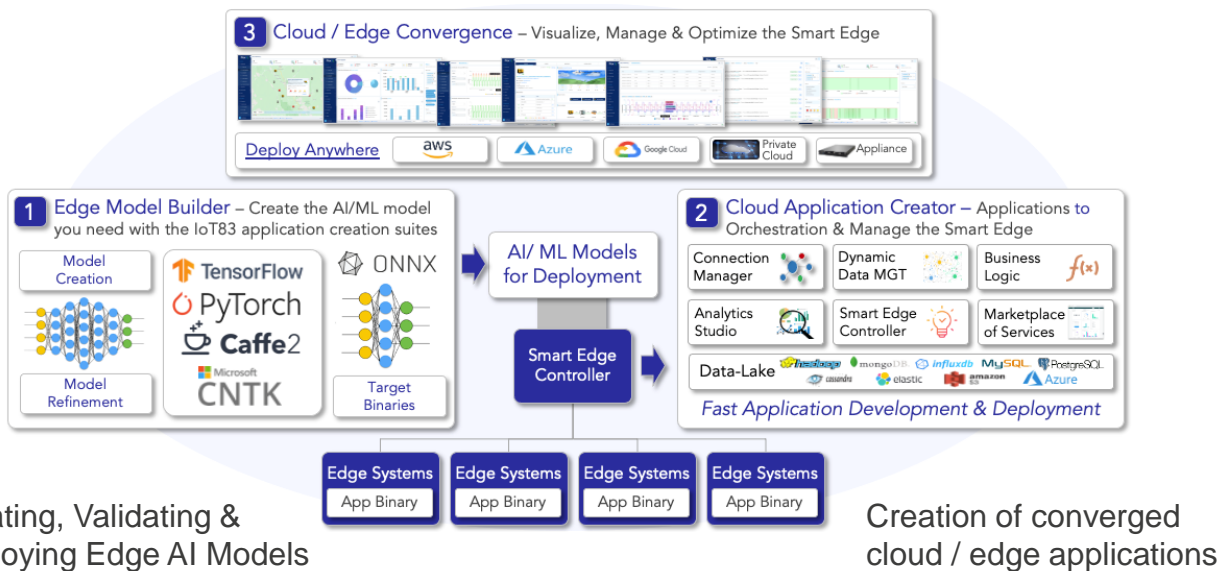 3 Cloud / Edge Convergence – Visualize, Manage & Optimize the Smart Edge
Deploy Anywhere
aws
Azure
Google Cloud
Private
Cloud
Appliance
1 Edge Model Builder – Create the AI/ML model
you need with the IoT83 application creation suites
Model
Creation
Model
Refinement
TensorFlow
PyTorch
Caffe2
Microsoft
CNTK
ONNX
Target
Binaries
AI/ ML Models
for Deployment
Smart Edge
Controller
2 Cloud Application Creator – Applications to
Orchestration & Manage the Smart Edge
Connection
Manager
Dynamic
Data MGT
Business
Logic
f(x)
Analytics
Studio
Smart Edge
Controller
Marketplace
of Services
Data-Lake
hadoop mongoDB influxdb MySQL PostgreSQL
cassandra elastic amazon S3 Azure
Fast Application Development & Deployment
Edge Systems
App Binary
Edge Systems
App Binary
Edge Systems
App Binary
Edge Systems
App Binary
ating, Validating &
oying Edge AI Models
Creation of converged
cloud / edge applications